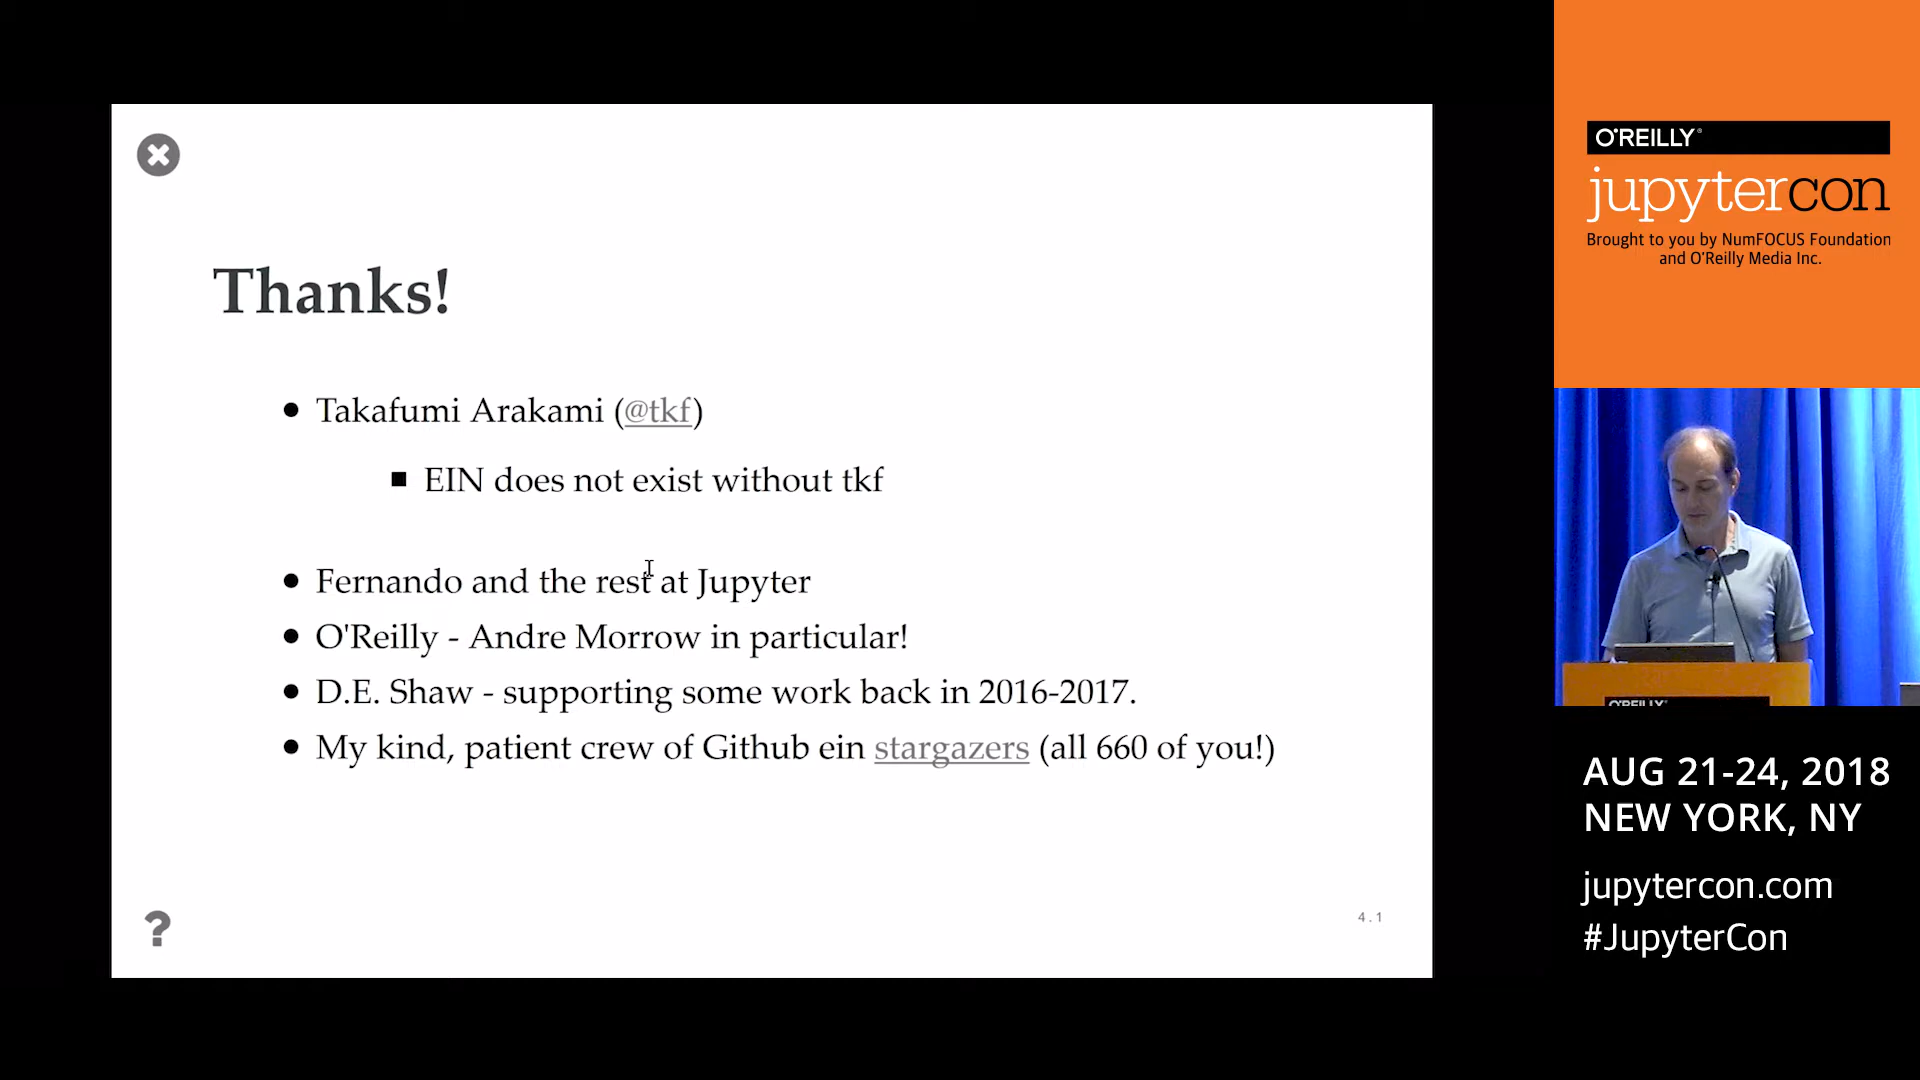 Thanks!
Takafumi Arakami (@tkf)
EIN does not exist without tkf
Fernando and the rest at Jupyter
O'Reilly - Andre Morrow in particular!
D.E. Shaw - supporting some work back in 2016-2017.
My kind, patient crew of Github ein stargazers (all 660 of you!)
?
4.1
O'REILLY®
jupytercon
Brought to you by NumFOCUS Foundation
and O'Reilly Media Inc.
O'REILLY®
AUG 21-24, 2018
NEW YORK, NY
jupytercon.com
#JupyterCon